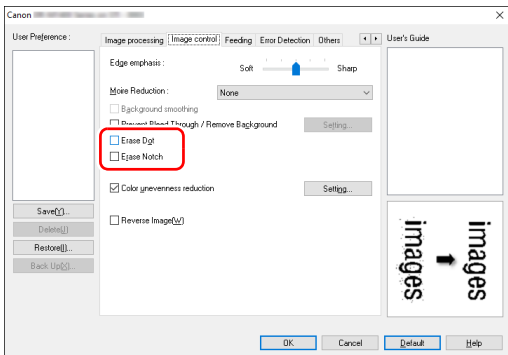 Canon
User Preference :
Image processing Image control Feeding Error Detection Others
User's Guide
Edge emphasis :
Soft
Sharp
Moire Reduction :
None
Background smoothing
Prevent Bleed Through / Remove Background
Setting...
Erase Dot
Erase Notch
Color unevenness reduction
Setting...
Reverse Image(W)
Save(Y)...
Delete(J)
Restore(I)...
Back Up(X)...
images
images
OK
Cancel
Default
Help